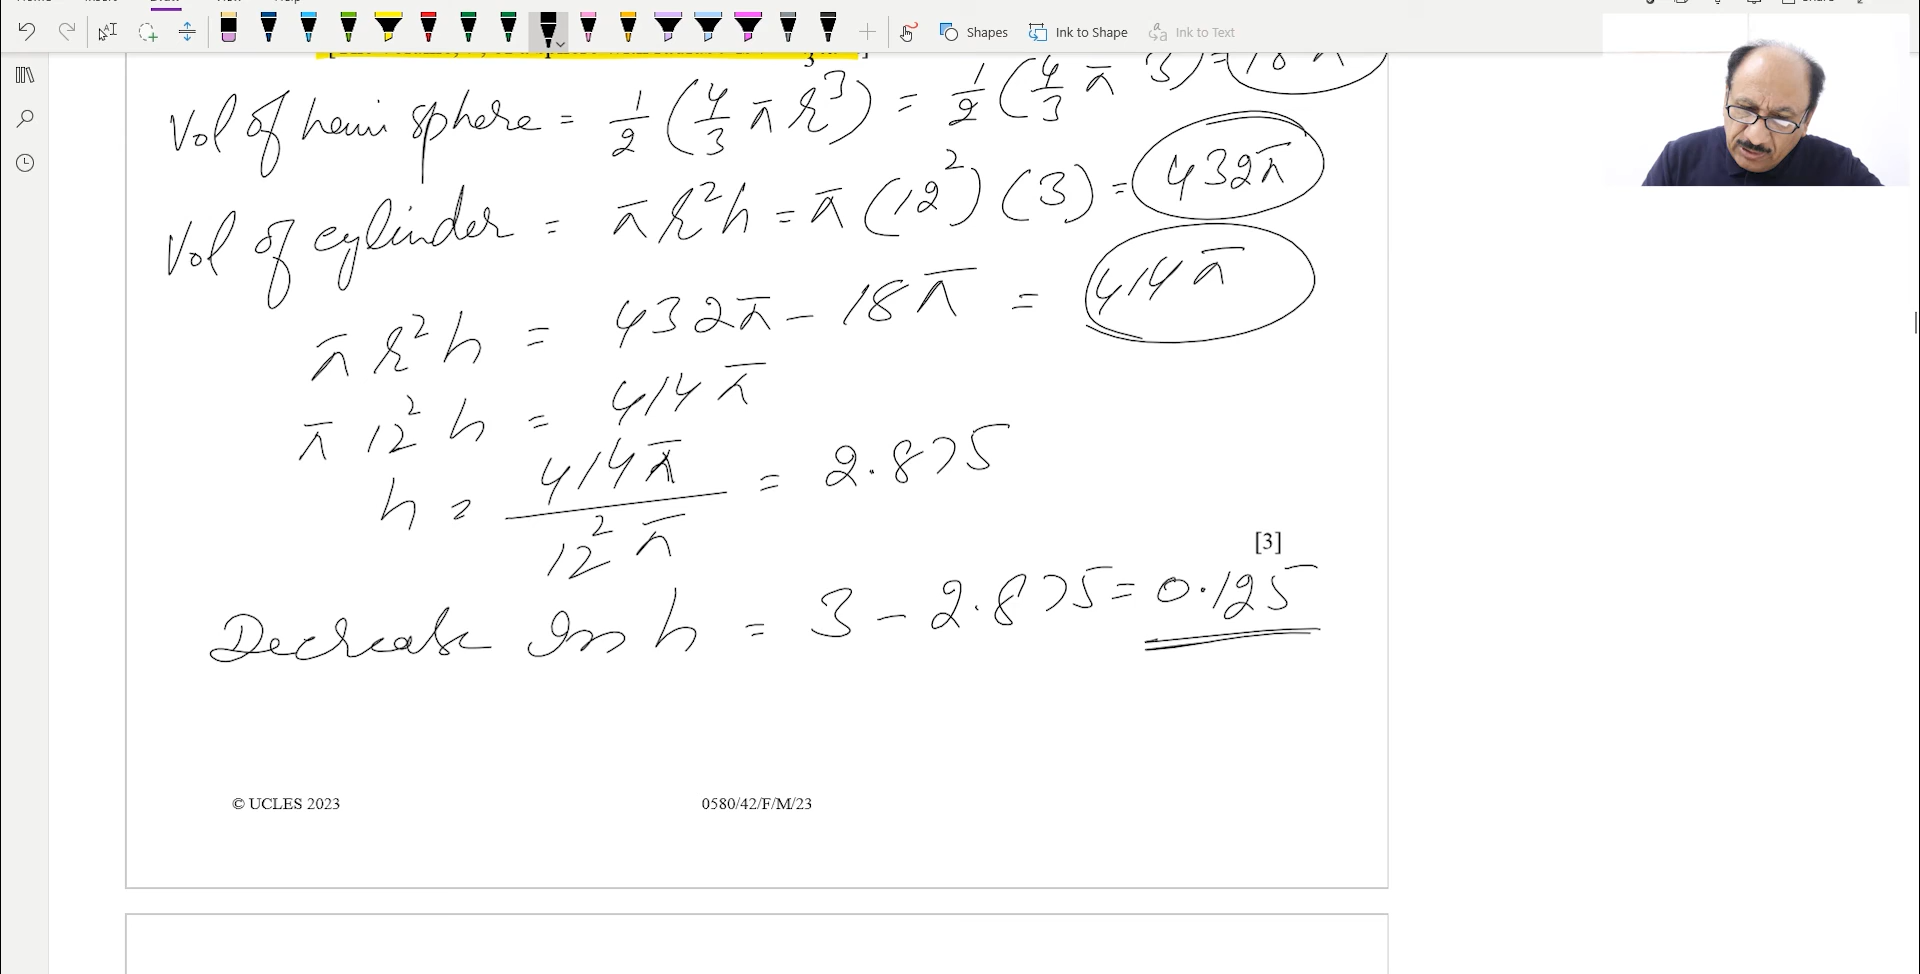 Shapes Ink to Shape Ink to Text
Vol of hemi sphere = 1/2 (4/3 π r³) = 1/2 (4/3 π 3) = 18π
Vol of cylinder = π r² h = π (12²) (3) = 432π
π r² h = 432π - 18π = 414π
π 12² h = 414π
h = 414π / 12² π = 2.875
[3]
Decrease In h = 3 - 2.875 = 0.125
© UCLES 2023 0580/42/F/M/23